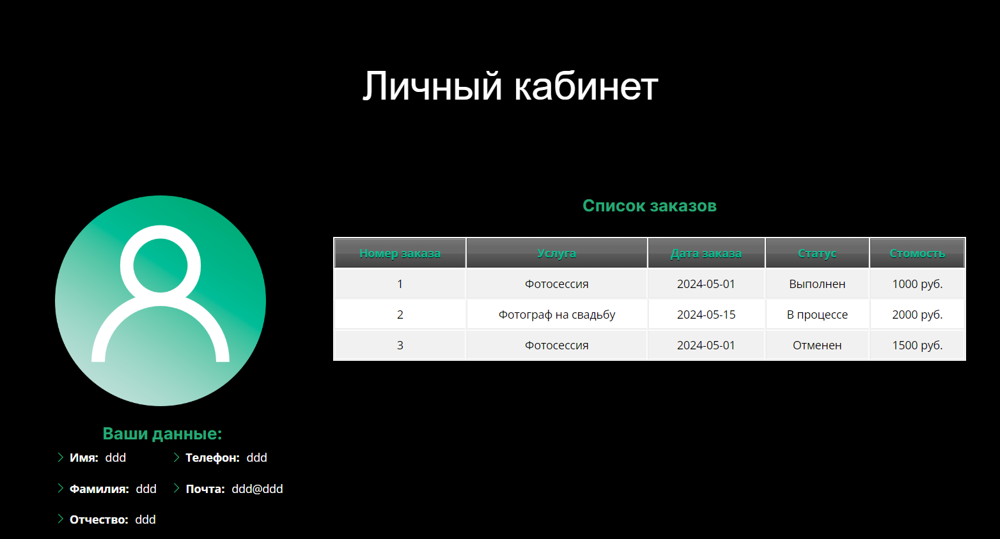 Личный кабинет
Список заказов
Номер заказа Услуга Дата заказа Статус Стомость
1 Фотосессия 2024-05-01 Выполнен 1000 руб.
2 Фотограф на свадьбу 2024-05-15 В процессе 2000 руб.
3 Фотосессия 2024-05-01 Отменен 1500 руб.
Ваши данные:
Имя: ddd Телефон: ddd
Фамилия: ddd Почта: ddd@ddd
Отчество: ddd